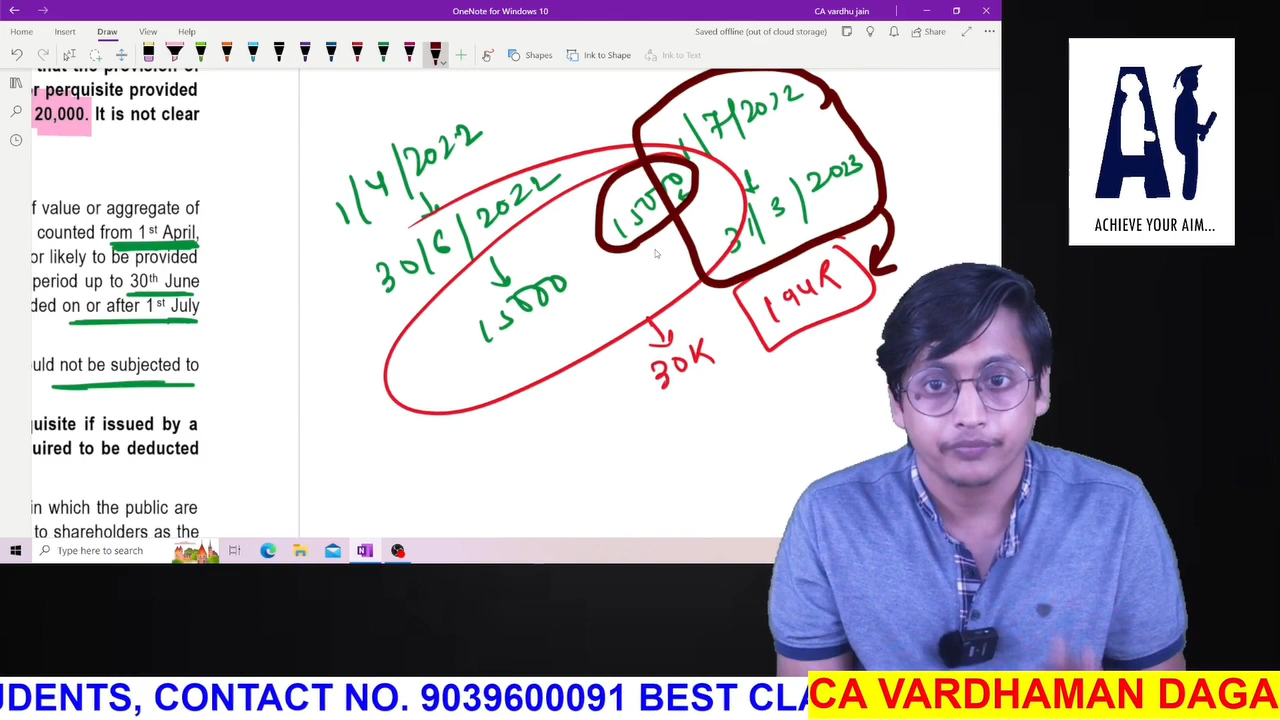 OneNote for Windows 10
CA vardhu jain
Home Insert Draw View Help
Saved offline (out of cloud storage)
Share
Shapes
Ink to Shape
Ink to Text
that the provision of
r perquisite provided
20,000. It is not clear
f value or aggregate of
counted from 1st April,
or likely to be provided
period up to 30th June
ded on or after 1st July
ould not be subjected to
quisite if issued by a
uired to be deducted
in which the public are
to shareholders as the
1/4/2022
30/6/2022
15000
15000
1/7/2022
31/3/2023
194R
30K
Type here to search
A
ACHIEVE YOUR AIM...
UDENTS, CONTACT NO. 9039600091 BEST CLA
CA VARDHAMAN DAGA